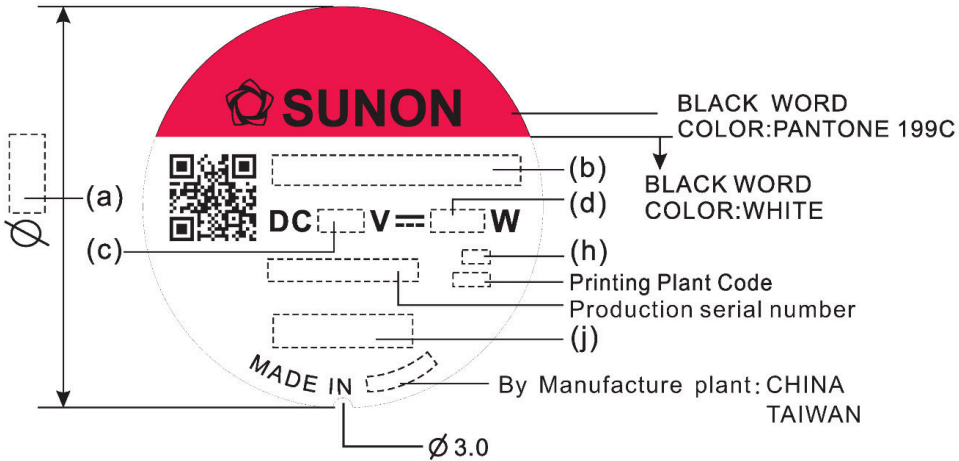 SUNON
BLACK WORD
COLOR:PANTONE 199C
BLACK WORD
COLOR:WHITE
(a)
(b)
DC V W
(d)
(c)
(h)
Printing Plant Code
Production serial number
(j)
MADE IN
By Manufacture plant: CHINA
TAIWAN
Ø
Ø 3.0